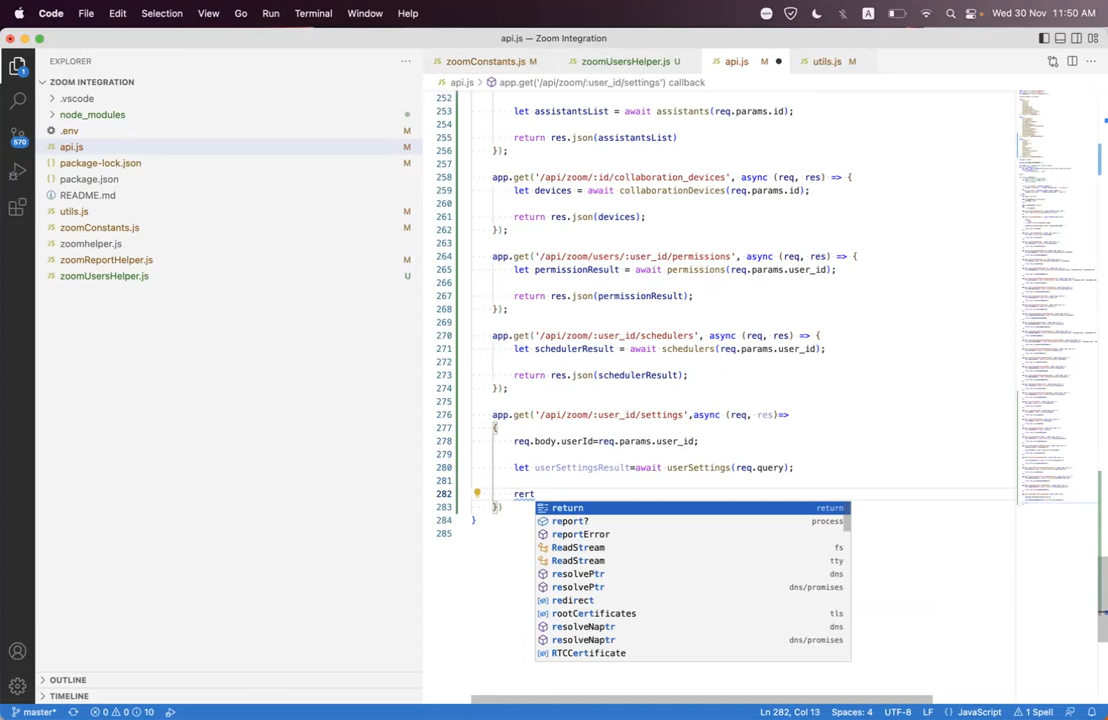 Code File Edit Selection View Go Run Terminal Window Help
A Wed 30 Nov 11:50 AM
api.js — Zoom Integration
EXPLORER
zoomConstants.js M zoomUsersHelper.js U api.js M utils.js M
ZOOM INTEGRATION
api.js > app.get('/api/zoom/:user_id/settings') callback
.vscode
node_modules
.env M
api.js M
package-lock.json M
package.json
README.md
utils.js M
zoomConstants.js M
zoomhelper.js
zoomReportHelper.js M
zoomUsersHelper.js U
OUTLINE
TIMELINE
1
570
252
253 let assistantsList = await assistants(req.params.id);
254
255 return res.json(assistantsList)
256 });
257
258 app.get('/api/zoom/:id/collaboration_devices', async (req, res) => {
259 let devices = await collaborationDevices(req.params.id);
260
261 return res.json(devices);
262 });
263
264 app.get('/api/zoom/:user_id/permissions', async (req, res) => {
265 let permissionResult = await permissions(req.params.user_id);
266
267 return res.json(permissionResult);
268 });
269
270 app.get('/api/zoom/:user_id/schedulers', async (req, res) => {
271 let schedulerResult = await schedulers(req.params.user_id);
272
273 return res.json(schedulerResult);
274 });
275
276 app.get('/api/zoom/:user_id/settings',async (req, res)=>
277
278 req.body.userId=req.params.user_id;
279
280 let userSettingsResult=await userSettings(req.query);
281
282 rert
283
284 }
285
return return
report? process
reportError
ReadStream fs
ReadStream tty
resolvePtr dns
resolvePtr dns/promises
redirect
rootCertificates tls
resolveNaptr dns
resolveNaptr dns/promises
RTCCertificate
master* 0 0 10 Ln 282, Col 13 Spaces: 4 UTF-8 LF {} JavaScript 1 Spell